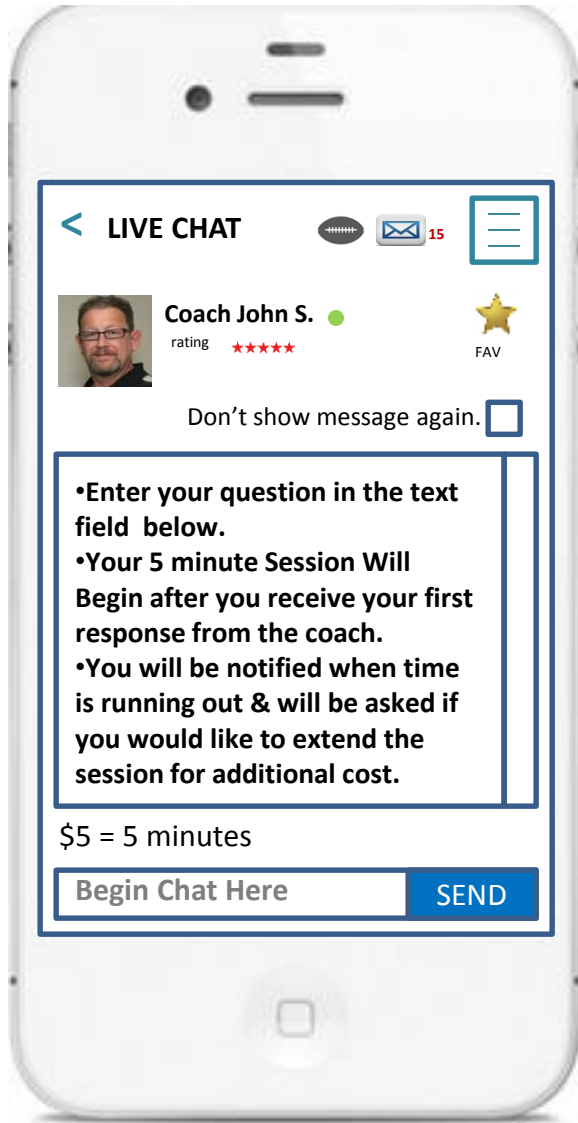 < LIVE CHAT 15
Coach John S.
rating ★★★★★
FAV
Don’t show message again.
•Enter your question in the text
field  below.
•Your 5 minute Session Will
Begin after you receive your first
response from the coach.
•You will be notified when time
is running out & will be asked if
you would like to extend the
session for additional cost.
$5 = 5 minutes
Begin Chat Here SEND